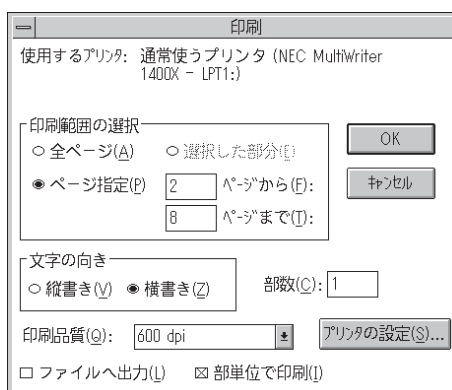 印刷
使用するプリンタ: 通常使うプリンタ (NEC MultiWriter
1400X - LPT1:)
印刷範囲の選択
全ページ(A) 選択した部分(E)
OK
ページ指定(P) 2 ページから(F):
キャンセル
8 ページまで(T):
文字の向き
縦書き(V) 横書き(Z)
部数(C): 1
印刷品質(Q): 600 dpi
プリンタの設定(S)...
ファイルへ出力(L) 部単位で印刷(I)